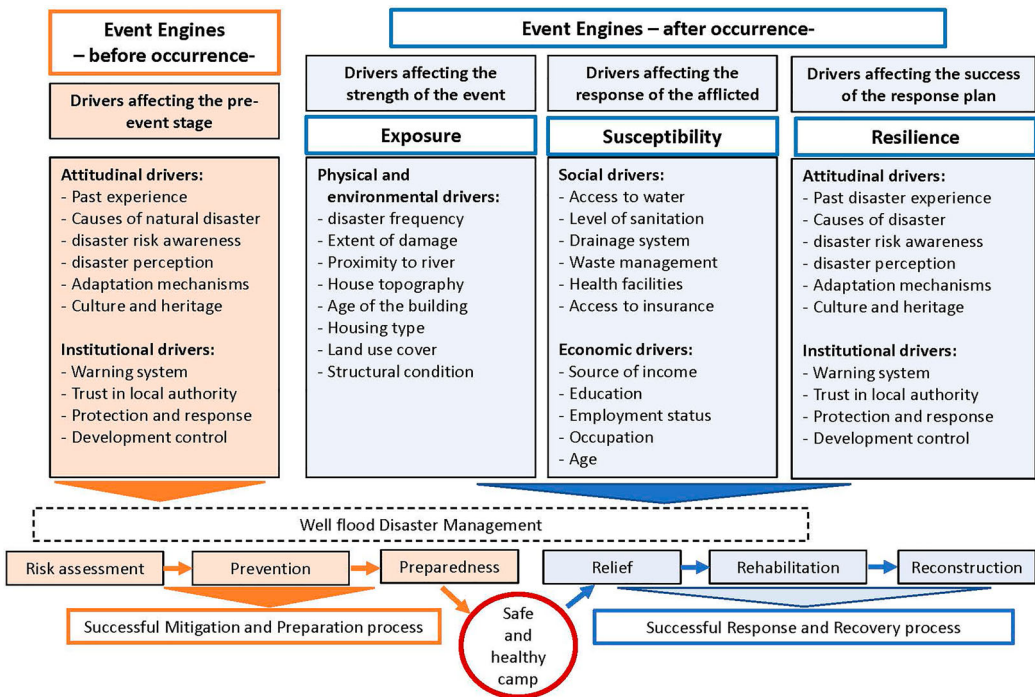 Event Engines
– before occurrence-
Event Engines – after occurrence-
Drivers affecting the pre-
event stage
Drivers affecting the
strength of the event
Drivers affecting the
response of the afflicted
Drivers affecting the success
of the response plan
Exposure
Susceptibility
Resilience
Attitudinal drivers:
- Past experience
- Causes of natural disaster
- disaster risk awareness
- disaster perception
- Adaptation mechanisms
- Culture and heritage
Institutional drivers:
- Warning system
- Trust in local authority
- Protection and response
- Development control
Physical and
environmental drivers:
- disaster frequency
- Extent of damage
- Proximity to river
- House topography
- Age of the building
- Housing type
- Land use cover
- Structural condition
Social drivers:
- Access to water
- Level of sanitation
- Drainage system
- Waste management
- Health facilities
- Access to insurance
Economic drivers:
- Source of income
- Education
- Employment status
- Occupation
- Age
Attitudinal drivers:
- Past disaster experience
- Causes of disaster
- disaster risk awareness
- disaster perception
- Adaptation mechanisms
- Culture and heritage
Institutional drivers:
- Warning system
- Trust in local authority
- Protection and response
- Development control
Well flood Disaster Management
Risk assessment
Prevention
Preparedness
Relief
Rehabilitation
Reconstruction
Successful Mitigation and Preparation process
Safe
and
healthy
camp
Successful Response and Recovery process